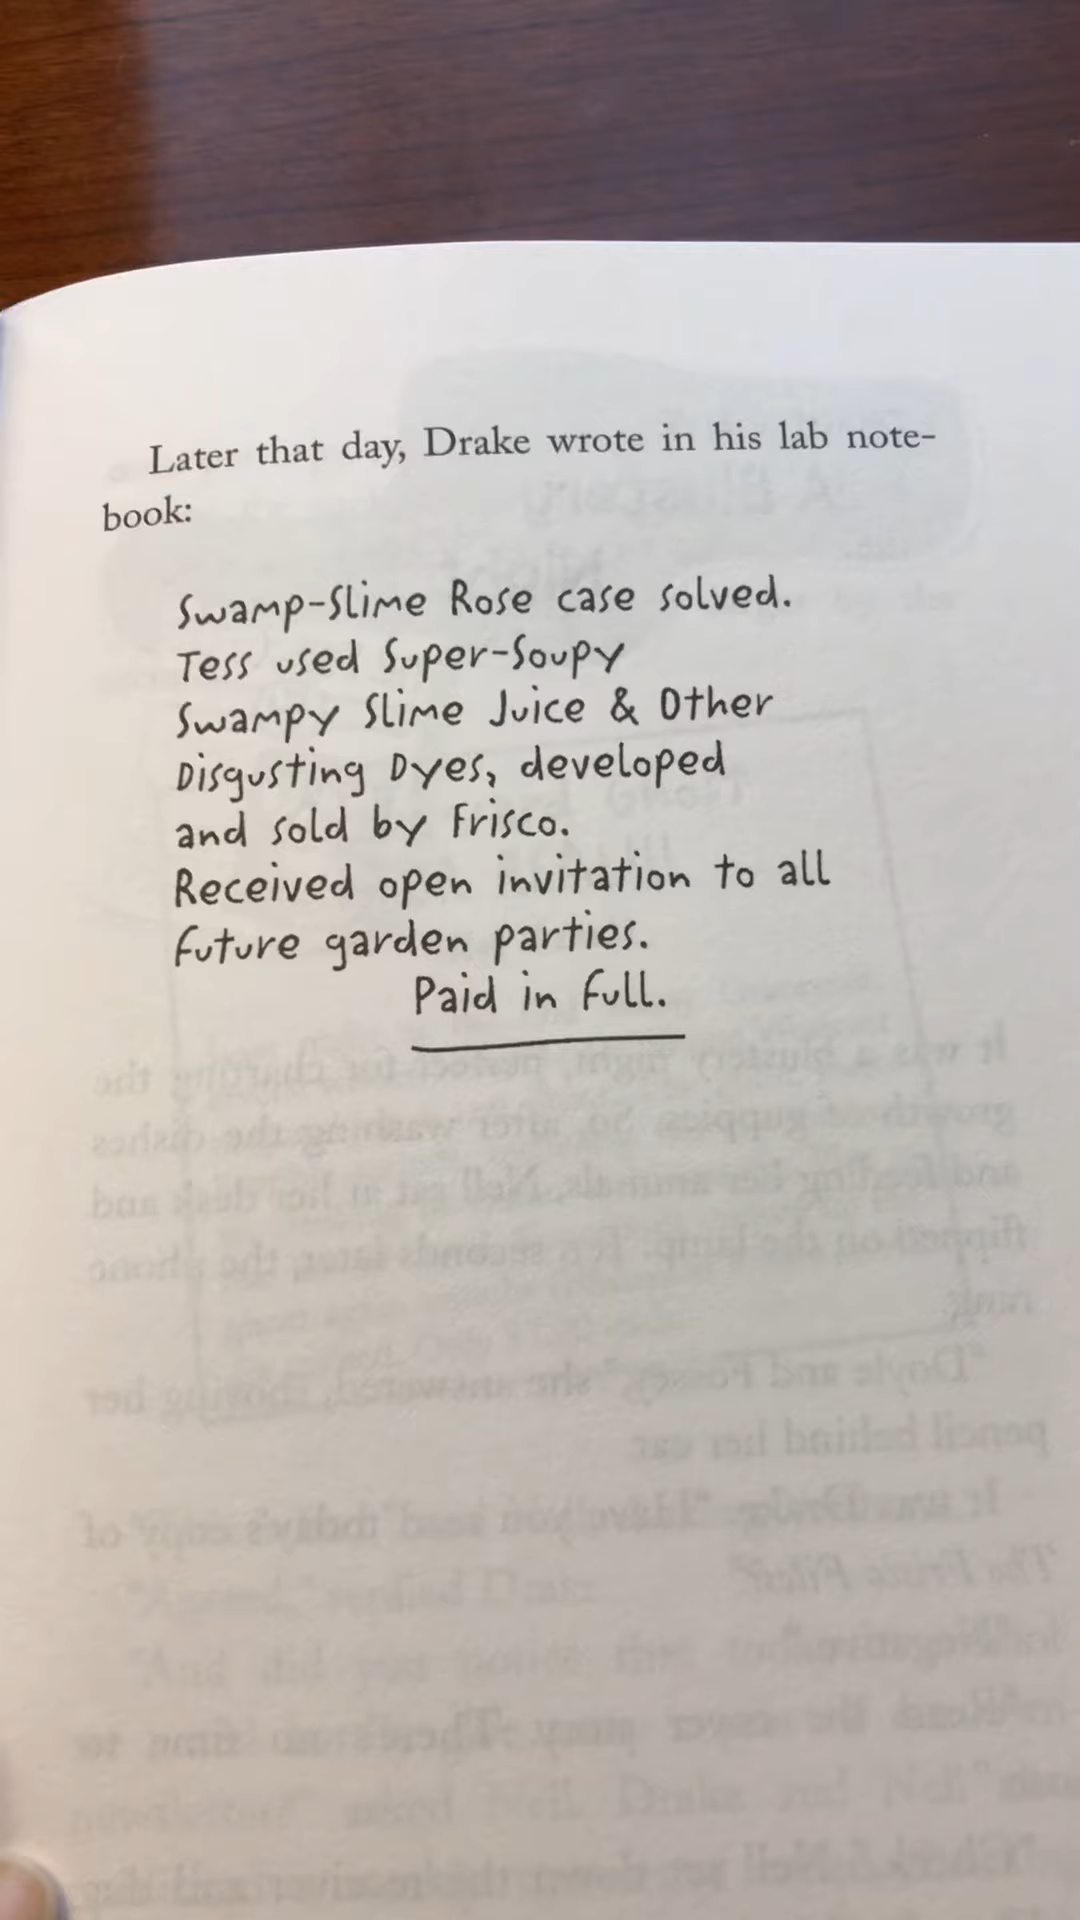 Later that day, Drake wrote in his lab note-
book:
Swamp-Slime Rose case solved.
Tess used Super-Soupy
Swampy Slime Juice & Other
Disgusting Dyes, developed
and sold by Frisco.
Received open invitation to all
future garden parties.
Paid in full.